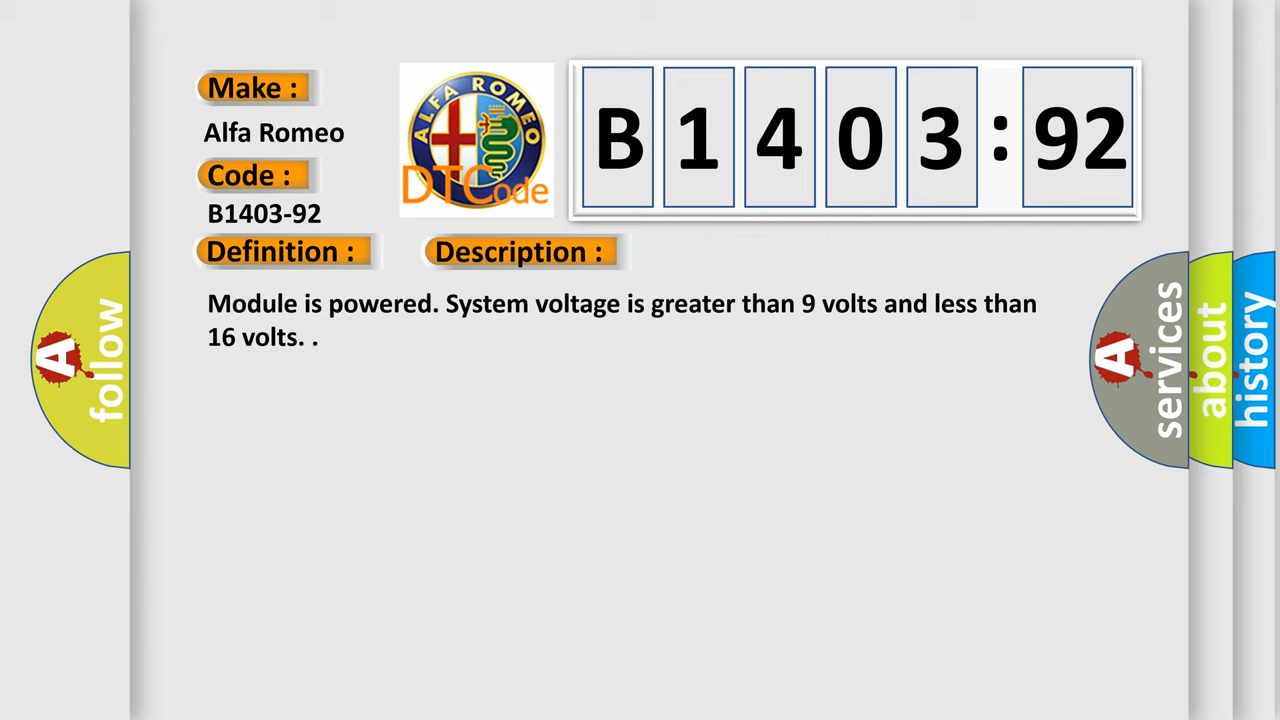 Make :
Alfa Romeo
Code :
B1403-92
Definition :
Description :
Module is powered. System voltage is greater than 9 volts and less than
16 volts. .
ALFA ROMEO
DTCode
B 1 4 0 3 : 92
A follow
A services
about
history